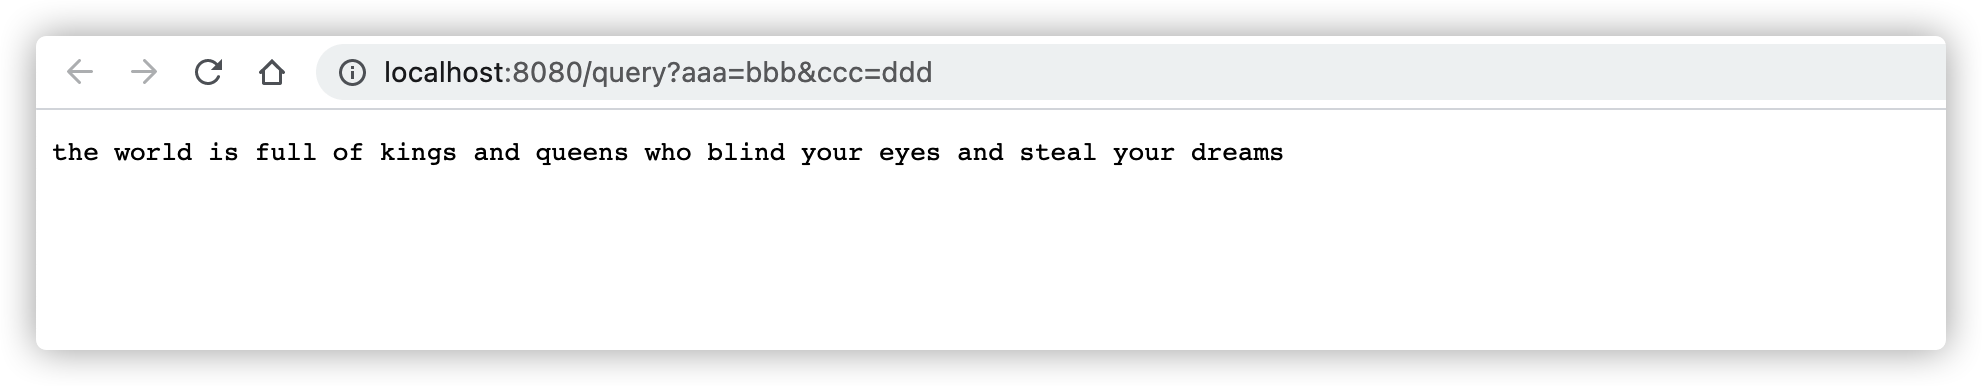 localhost:8080/query?aaa=bbb&ccc=ddd
the world is full of kings and queens who blind your eyes and steal your dreams